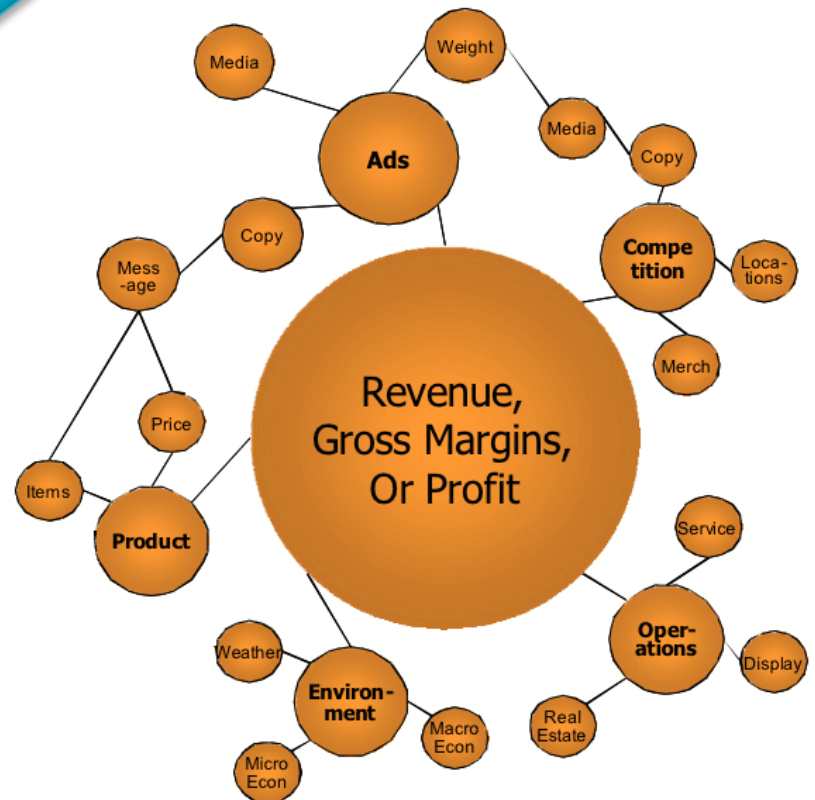 Weight
Media
Media
Copy
Ads
Copy
Compe
tition
Loca-
tions
Mess
-age
Merch
Revenue,
Gross Margins,
Or Profit
Price
Items
Product
Service
Oper-
ations
Display
Weather
Environ-
ment
Real
Estate
Macro
Econ
Micro
Econ